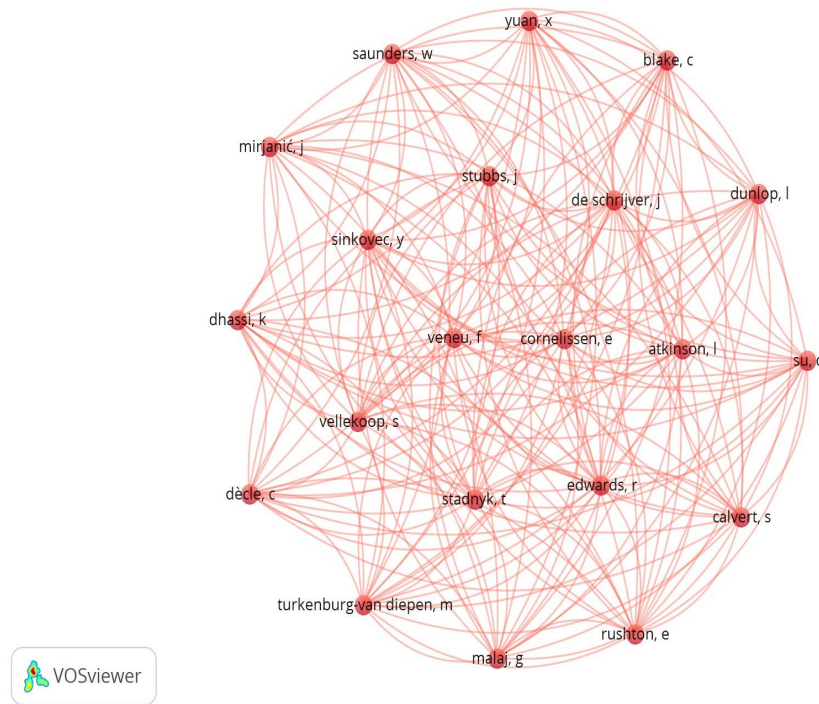 yuan, x
saunders, w
blake, c
mirjanić, j
stubbs, j
de schrijver, j
dunlop, l
sinkovec, y
dhassi, k
veneu, f
cornelissen, e
atkinson, l
su,
vellekoop, s
dècle, c
stadnyk, t
edwards, r
calvert, s
turkenburg-van diepen, m
rushton, e
malaj, g
VOSviewer